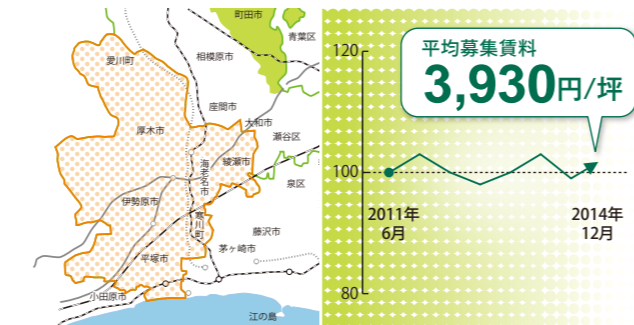 町田市
青葉区
相模原市
愛川町
座間市
大和市
瀬谷区
厚木市
綾瀬市
海老名市
泉区
伊勢原市
寒川町
藤沢市
茅ヶ崎市
平塚市
小田原市
江の島
120
平均募集賃料
3,930円/坪
100
2011年
6月
2014年
12月
80